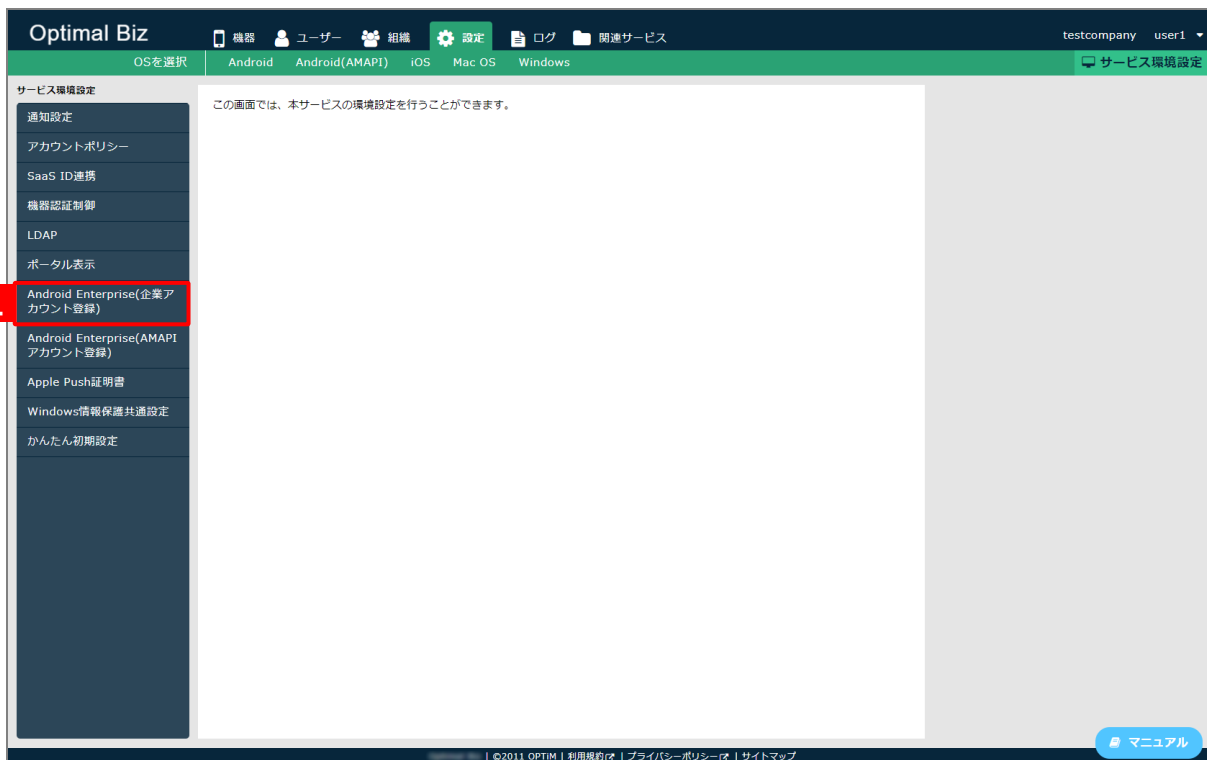 Optimal Biz
機器 ユーザー 組織 設定 ログ 関連サービス testcompany user1
OSを選択 Android Android(AMAPI) iOS Mac OS Windows サービス環境設定
サービス環境設定
この画面では、本サービスの環境設定を行うことができます。
通知設定
アカウントポリシー
SaaS ID連携
機器認証制御
LDAP
ポータル表示
Android Enterprise(企業ア
カウント登録)
Android Enterprise(AMAPI
アカウント登録)
Apple Push証明書
Windows情報保護共通設定
かんたん初期設定
マニュアル
| ©2011 OPTiM | 利用規約 | プライバシーポリシー | サイトマップ